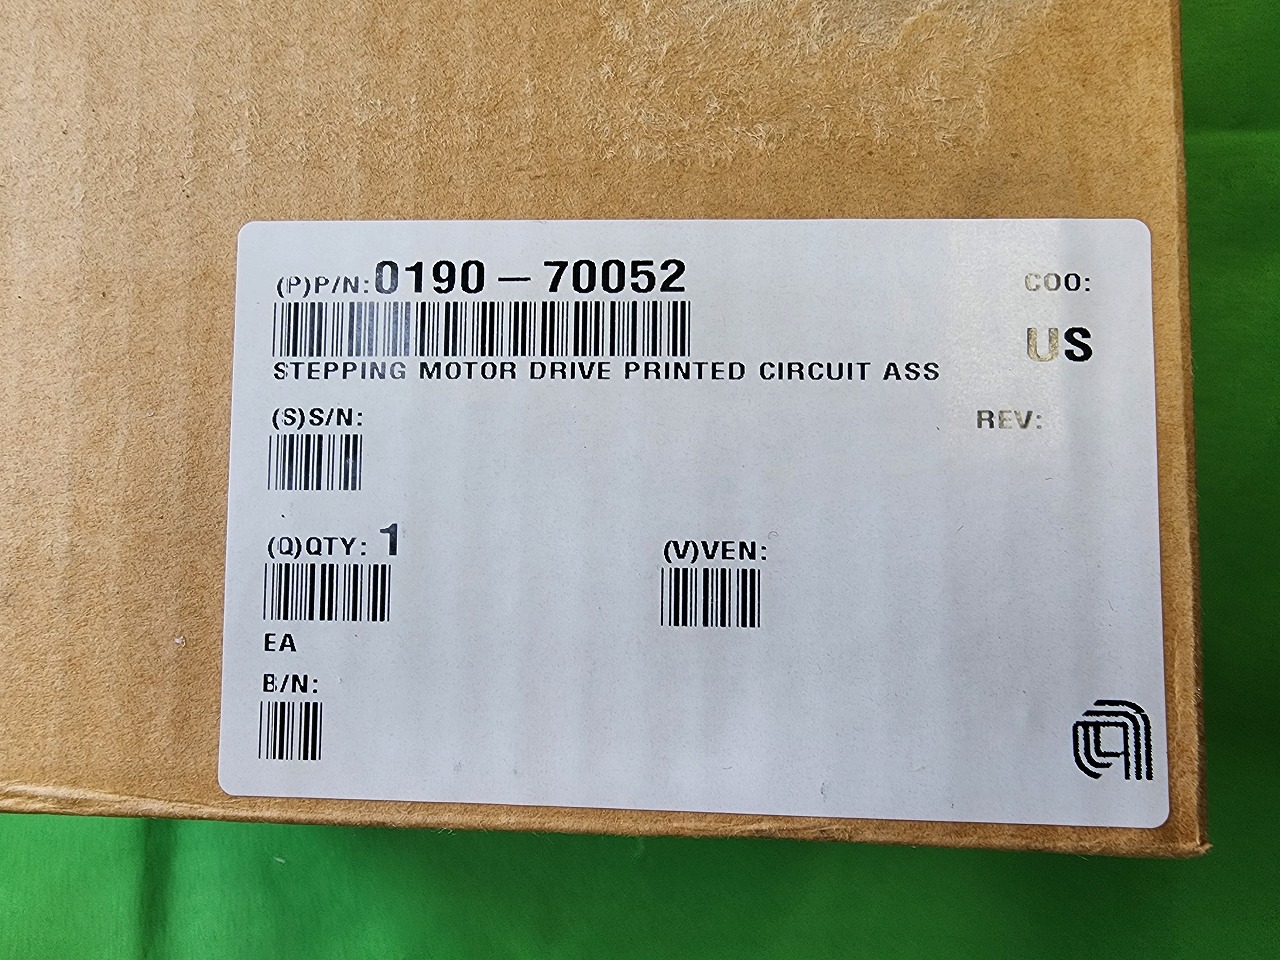 (P)P/N:0190-70052
COO:
US
STEPPING MOTOR DRIVE PRINTED CIRCUIT ASS
(S)S/N:
REV:
(Q)QTY: 1
(V)VEN:
EA
B/N: